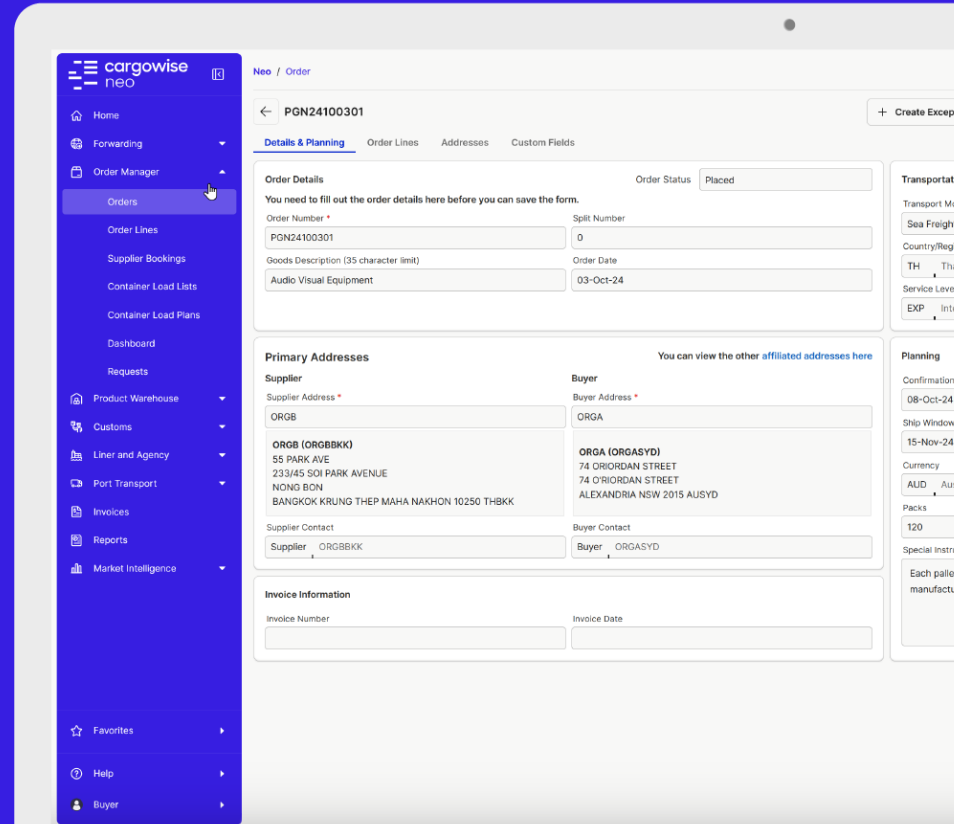 cargowise
neo
Home
Forwarding
Order Manager
Orders
Order Lines
Supplier Bookings
Container Load Lists
Container Load Plans
Dashboard
Requests
Product Warehouse
Customs
Liner and Agency
Port Transport
Invoices
Reports
Market Intelligence
Favorites
Help
Buyer
Neo / Order
PGN24100301
+ Create Excep
Details & Planning Order Lines Addresses Custom Fields
Order Details
Order Status Placed
You need to fill out the order details here before you can save the form.
Order Number * Split Number
PGN24100301 0
Goods Description (35 character limit) Order Date
Audio Visual Equipment 03-Oct-24
Primary Addresses
You can view the other affiliated addresses here
Supplier Buyer
Supplier Address * Buyer Address *
ORGB ORGA
ORGB (ORGBBKK)
55 PARK AVE
233/45 SOI PARK AVENUE
NONG BON
BANGKOK KRUNG THEP MAHA NAKHON 10250 THBKK
ORGA (ORGASYD)
74 ORIORDAN STREET
74 O'RIORDAN STREET
ALEXANDRIA NSW 2015 AUSYD
Supplier Contact Buyer Contact
Supplier ORGBBKK Buyer ORGASYD
Invoice Information
Invoice Number Invoice Date
Transportat
Transport Mo
Sea Freigh
Country/Reg
TH Tha
Service Leve
EXP Inte
Planning
Confirmation
08-Oct-24
Ship Window
15-Nov-24
Currency
AUD Aus
Packs
120
Special Instru
Each palle
manufactu